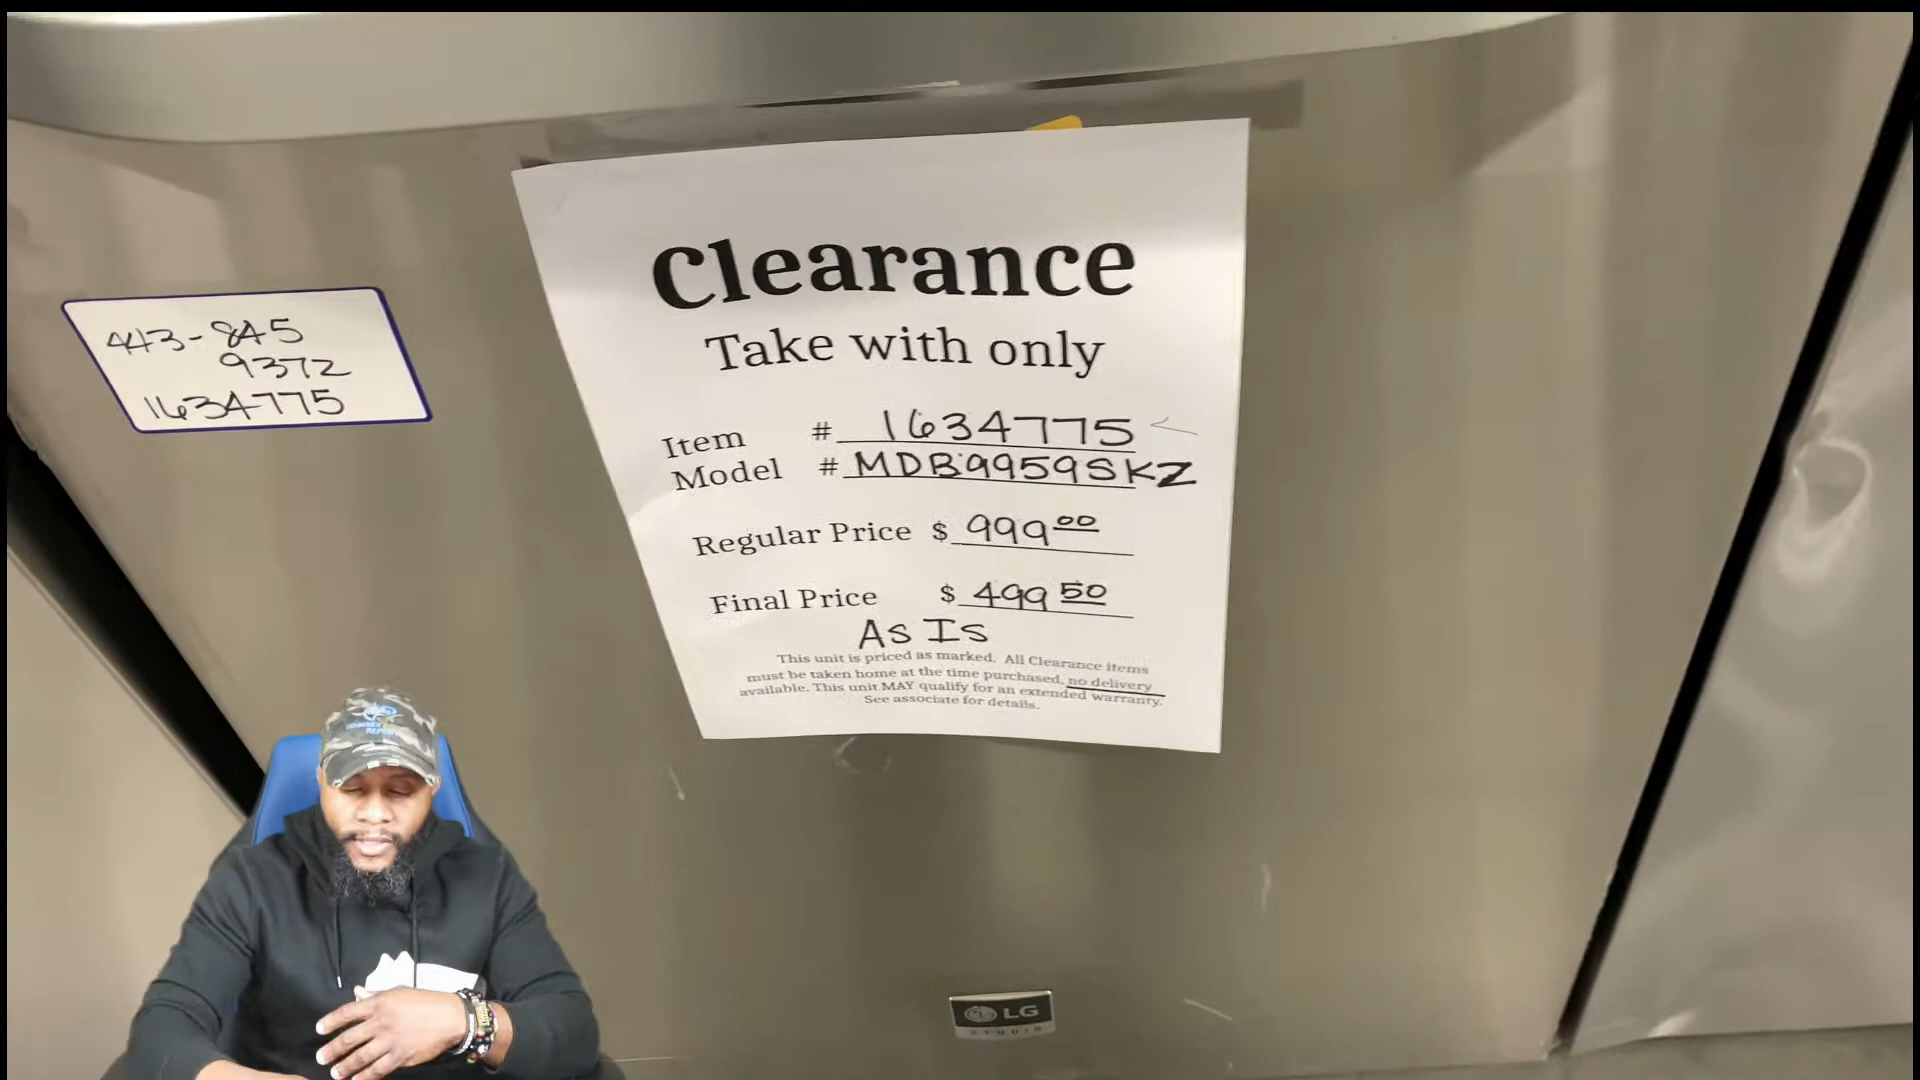 443-845
9372
1634775
Clearance
Take with only
Item # 1634775
Model # MDB9959SKZ
Regular Price $ 999 00
Final Price $ 499 50
As Is
This unit is priced as marked. All Clearance items
must be taken home at the time purchased, no delivery
available. This unit MAY qualify for an extended warranty.
See associate for details.
LG
STUDIO